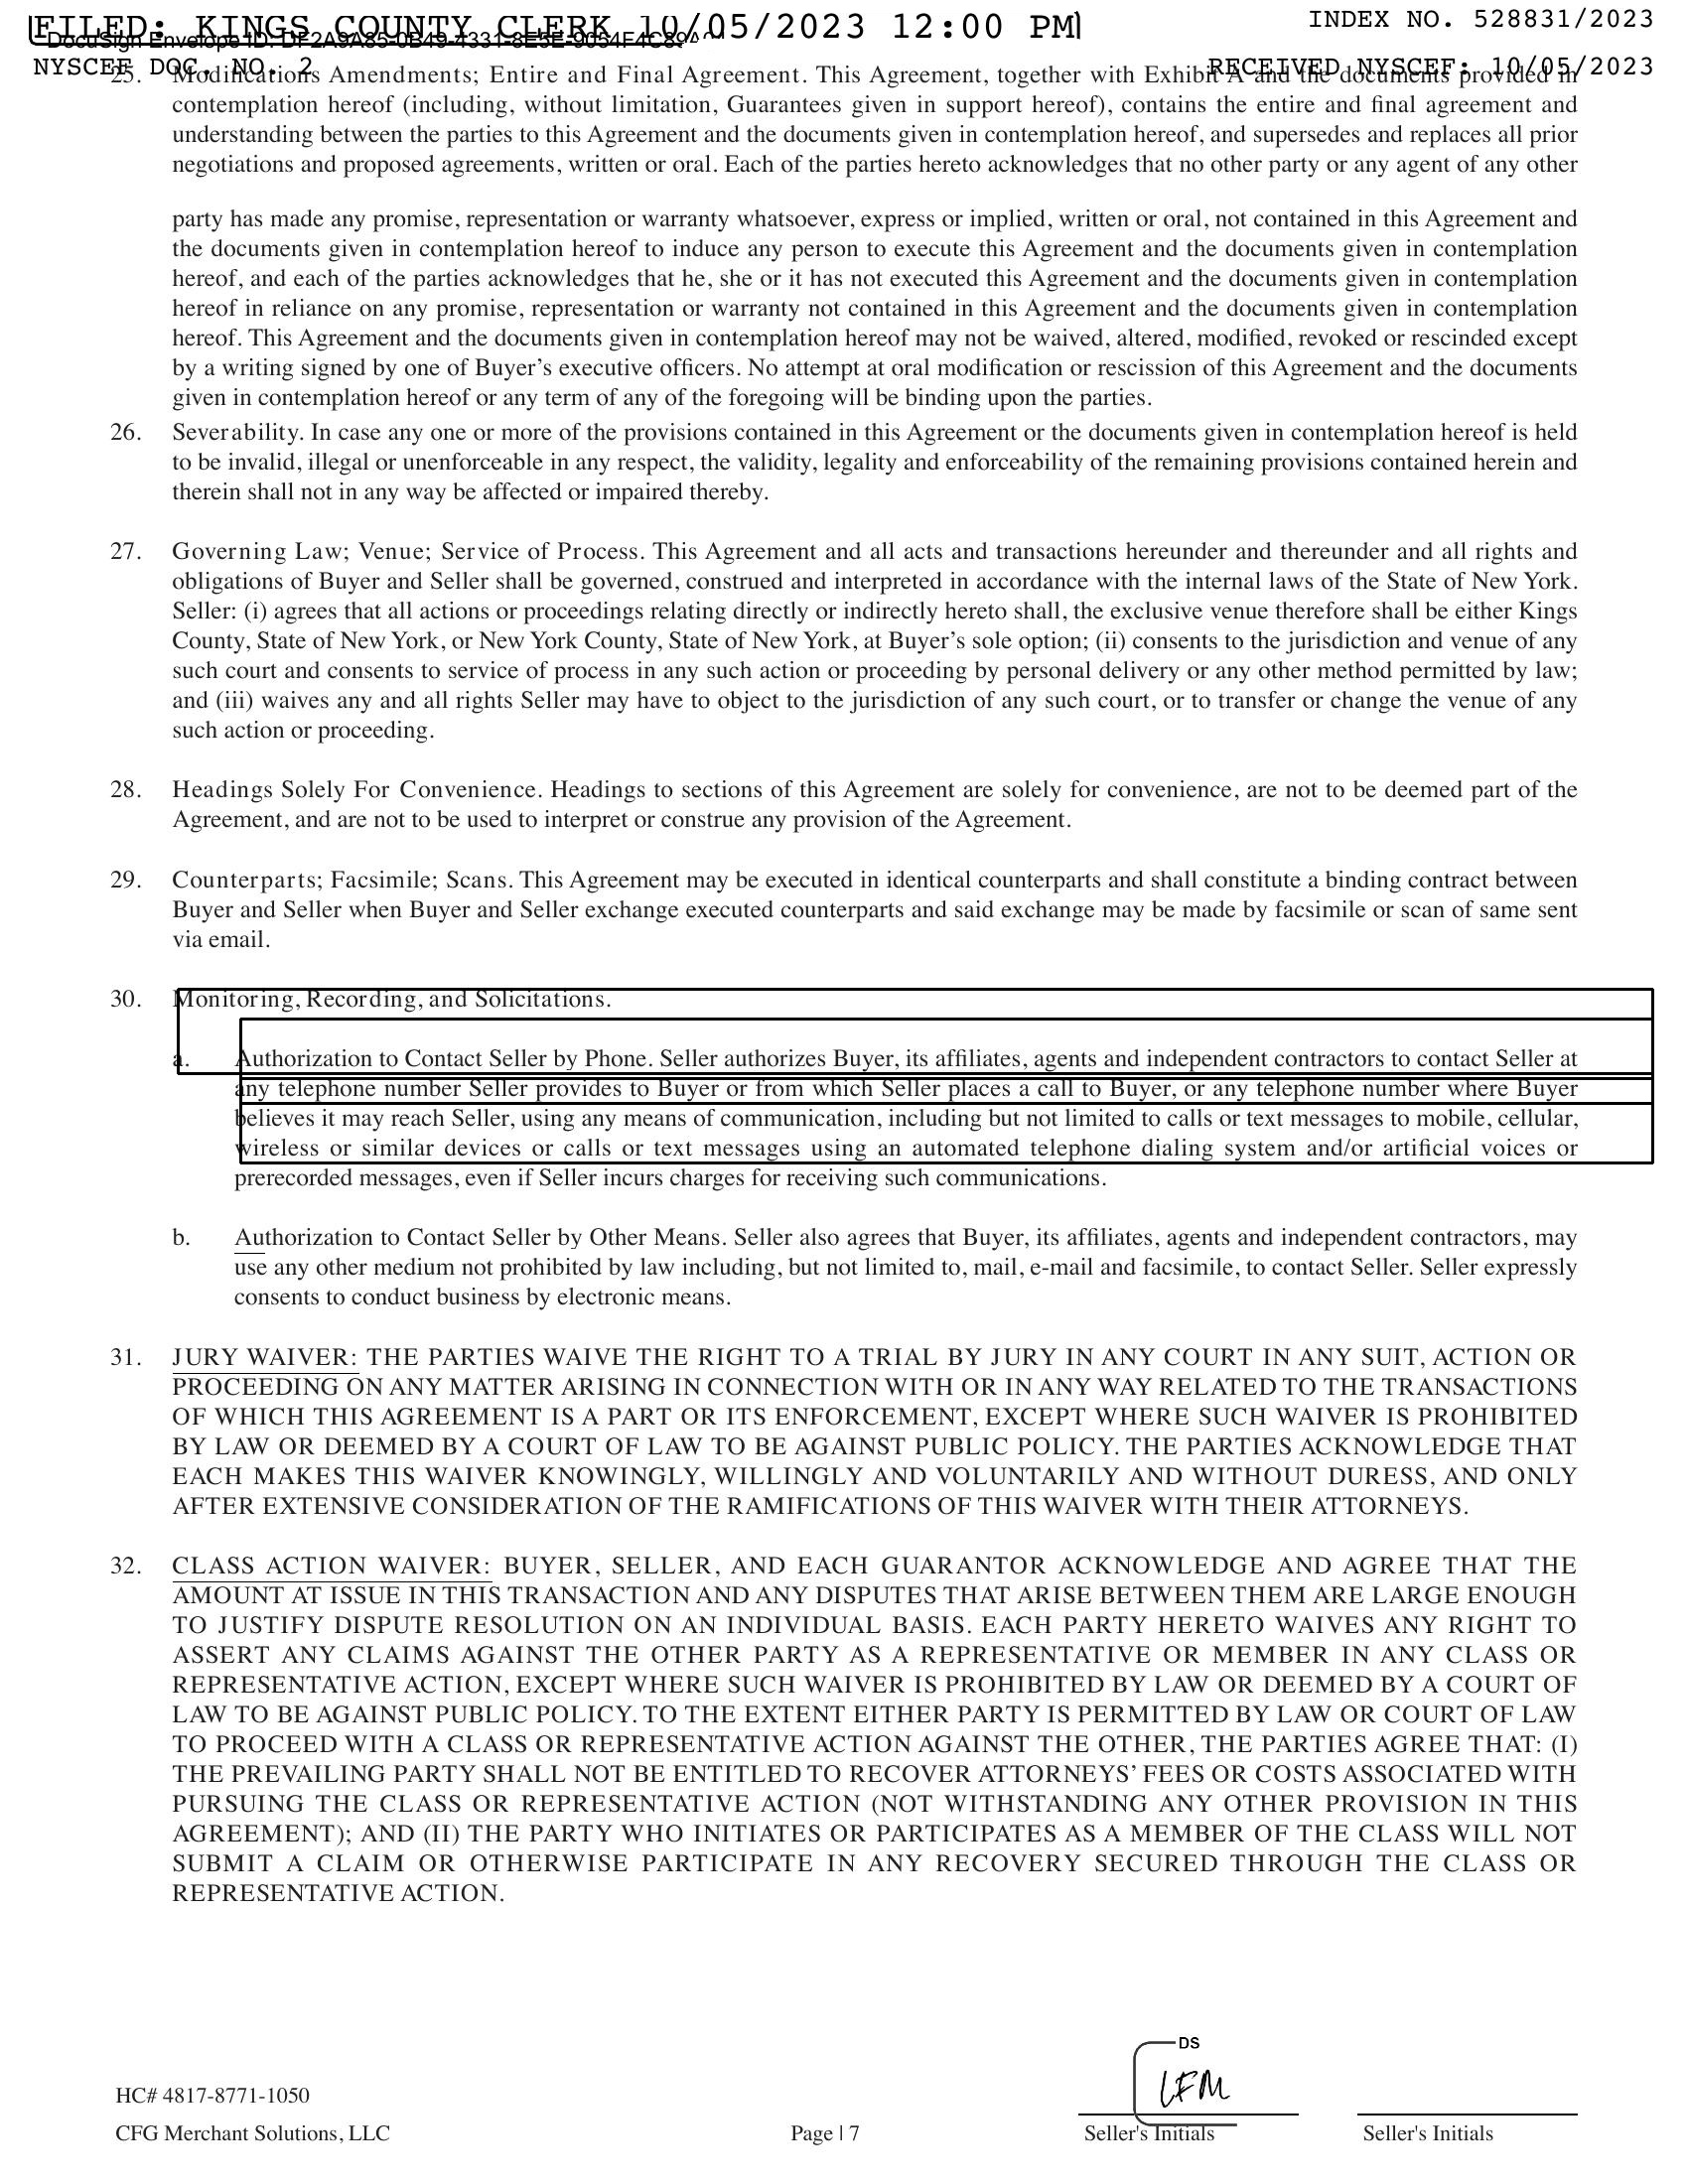 FILED: KINGS COUNTY CLERK 10/05/2023 12:00 PM
INDEX NO. 528831/2023
DocuSign Envelope ID:
NYSCEF DOC. NO. 2
RECEIVED NYSCEF: 10/05/2023
25. Modifications Amendments; Entire and Final Agreement. This Agreement, together with Exhibit A and the documents provided in
contemplation hereof (including, without limitation, Guarantees given in support hereof), contains the entire and final agreement and
understanding between the parties to this Agreement and the documents given in contemplation hereof, and supersedes and replaces all prior
negotiations and proposed agreements, written or oral. Each of the parties hereto acknowledges that no other party or any agent of any other
party has made any promise, representation or warranty whatsoever, express or implied, written or oral, not contained in this Agreement and
the documents given in contemplation hereof to induce any person to execute this Agreement and the documents given in contemplation
hereof, and each of the parties acknowledges that he, she or it has not executed this Agreement and the documents given in contemplation
hereof in reliance on any promise, representation or warranty not contained in this Agreement and the documents given in contemplation
hereof. This Agreement and the documents given in contemplation hereof may not be waived, altered, modified, revoked or rescinded except
by a writing signed by one of Buyer’s executive officers. No attempt at oral modification or rescission of this Agreement and the documents
given in contemplation hereof or any term of any of the foregoing will be binding upon the parties.
26. Severability. In case any one or more of the provisions contained in this Agreement or the documents given in contemplation hereof is held
to be invalid, illegal or unenforceable in any respect, the validity, legality and enforceability of the remaining provisions contained herein and
therein shall not in any way be affected or impaired thereby.
27. Governing Law; Venue; Service of Process. This Agreement and all acts and transactions hereunder and thereunder and all rights and
obligations of Buyer and Seller shall be governed, construed and interpreted in accordance with the internal laws of the State of New York.
Seller: (i) agrees that all actions or proceedings relating directly or indirectly hereto shall, the exclusive venue therefore shall be either Kings
County, State of New York, or New York County, State of New York, at Buyer’s sole option; (ii) consents to the jurisdiction and venue of any
such court and consents to service of process in any such action or proceeding by personal delivery or any other method permitted by law;
and (iii) waives any and all rights Seller may have to object to the jurisdiction of any such court, or to transfer or change the venue of any
such action or proceeding.
28. Headings Solely For Convenience. Headings to sections of this Agreement are solely for convenience, are not to be deemed part of the
Agreement, and are not to be used to interpret or construe any provision of the Agreement.
29. Counterparts; Facsimile; Scans. This Agreement may be executed in identical counterparts and shall constitute a binding contract between
Buyer and Seller when Buyer and Seller exchange executed counterparts and said exchange may be made by facsimile or scan of same sent
via email.
30. Monitoring, Recording, and Solicitations.
a. Authorization to Contact Seller by Phone. Seller authorizes Buyer, its affiliates, agents and independent contractors to contact Seller at
any telephone number Seller provides to Buyer or from which Seller places a call to Buyer, or any telephone number where Buyer
believes it may reach Seller, using any means of communication, including but not limited to calls or text messages to mobile, cellular,
wireless or similar devices or calls or text messages using an automated telephone dialing system and/or artificial voices or
prerecorded messages, even if Seller incurs charges for receiving such communications.
b. Authorization to Contact Seller by Other Means. Seller also agrees that Buyer, its affiliates, agents and independent contractors, may
use any other medium not prohibited by law including, but not limited to, mail, e-mail and facsimile, to contact Seller. Seller expressly
consents to conduct business by electronic means.
31. JURY WAIVER: THE PARTIES WAIVE THE RIGHT TO A TRIAL BY JURY IN ANY COURT IN ANY SUIT, ACTION OR
PROCEEDING ON ANY MATTER ARISING IN CONNECTION WITH OR IN ANY WAY RELATED TO THE TRANSACTIONS
OF WHICH THIS AGREEMENT IS A PART OR ITS ENFORCEMENT, EXCEPT WHERE SUCH WAIVER IS PROHIBITED
BY LAW OR DEEMED BY A COURT OF LAW TO BE AGAINST PUBLIC POLICY. THE PARTIES ACKNOWLEDGE THAT
EACH MAKES THIS WAIVER KNOWINGLY, WILLINGLY AND VOLUNTARILY AND WITHOUT DURESS, AND ONLY
AFTER EXTENSIVE CONSIDERATION OF THE RAMIFICATIONS OF THIS WAIVER WITH THEIR ATTORNEYS.
32. CLASS ACTION WAIVER: BUYER, SELLER, AND EACH GUARANTOR ACKNOWLEDGE AND AGREE THAT THE
AMOUNT AT ISSUE IN THIS TRANSACTION AND ANY DISPUTES THAT ARISE BETWEEN THEM ARE LARGE ENOUGH
TO JUSTIFY DISPUTE RESOLUTION ON AN INDIVIDUAL BASIS. EACH PARTY HERETO WAIVES ANY RIGHT TO
ASSERT ANY CLAIMS AGAINST THE OTHER PARTY AS A REPRESENTATIVE OR MEMBER IN ANY CLASS OR
REPRESENTATIVE ACTION, EXCEPT WHERE SUCH WAIVER IS PROHIBITED BY LAW OR DEEMED BY A COURT OF
LAW TO BE AGAINST PUBLIC POLICY. TO THE EXTENT EITHER PARTY IS PERMITTED BY LAW OR COURT OF LAW
TO PROCEED WITH A CLASS OR REPRESENTATIVE ACTION AGAINST THE OTHER, THE PARTIES AGREE THAT: (I)
THE PREVAILING PARTY SHALL NOT BE ENTITLED TO RECOVER ATTORNEYS’ FEES OR COSTS ASSOCIATED WITH
PURSUING THE CLASS OR REPRESENTATIVE ACTION (NOT WITHSTANDING ANY OTHER PROVISION IN THIS
AGREEMENT); AND (II) THE PARTY WHO INITIATES OR PARTICIPATES AS A MEMBER OF THE CLASS WILL NOT
SUBMIT A CLAIM OR OTHERWISE PARTICIPATE IN ANY RECOVERY SECURED THROUGH THE CLASS OR
REPRESENTATIVE ACTION.
DS
LFM
HC# 4817-8771-1050
CFG Merchant Solutions, LLC
Page | 7
Seller's Initials
Seller's Initials